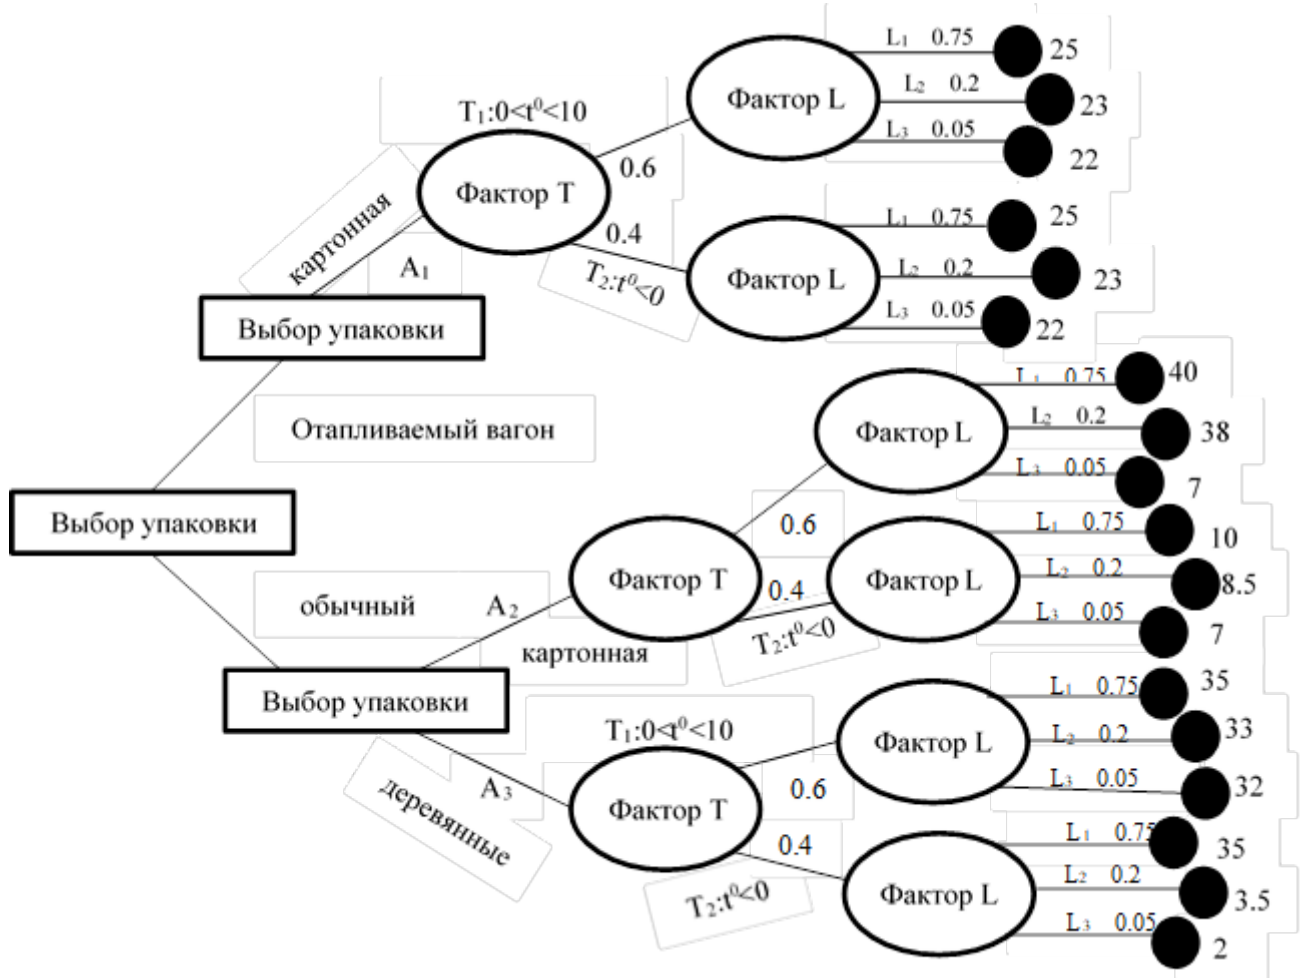 L₁ 0.75
25
L₂ 0.2
23
L₃ 0.05
22
Фактор L
T₁:0<t⁰<10
0.6
Фактор T
0.4
T₂:t⁰<0
картонная
A₁
L₁ 0.75
25
L₂ 0.2
23
L₃ 0.05
22
Фактор L
Выбор упаковки
Отапливаемый вагон
Выбор упаковки
L₁ 0.75
40
L₂ 0.2
38
L₃ 0.05
7
Фактор L
0.6
Фактор T
0.4
T₂:t⁰<0
L₁ 0.75
10
L₂ 0.2
8.5
L₃ 0.05
7
Фактор L
обычный
A₂
картонная
Выбор упаковки
L₁ 0.75
35
L₂ 0.2
33
L₃ 0.05
32
Фактор L
T₁:0<t⁰<10
0.6
A₃
деревянные
Фактор T
0.4
T₂:t⁰<0
L₁ 0.75
35
L₂ 0.2
3.5
L₃ 0.05
2
Фактор L